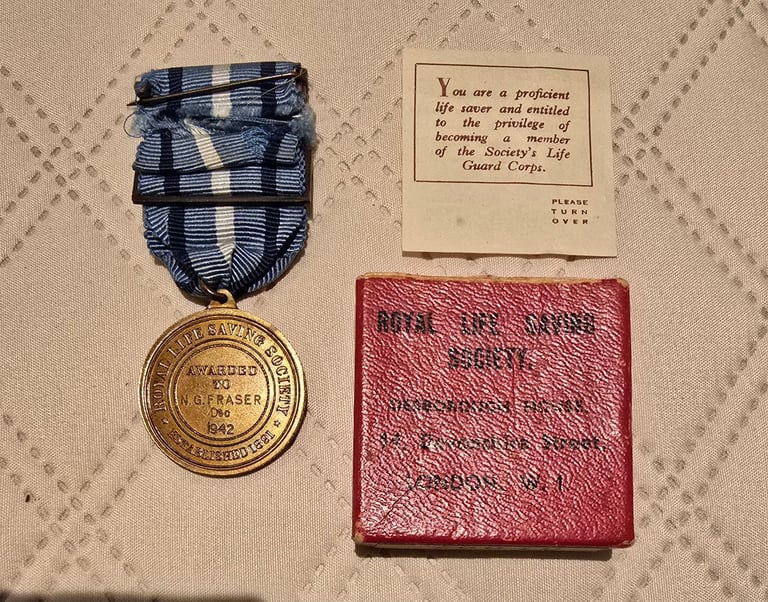 ROYAL LIFE SAVING SOCIETY
ESTABLISHED 1891
AWARDED
TO
N.G.FRASER
Dec
1942
You are a proficient
life saver and entitled
to the privilege of
becoming a member
of the Society's Life
Guard Corps.
PLEASE
TURN
OVER
ROYAL LIFE SAVING
SOCIETY,
14, Devonshire Street,
LONDON, W.1